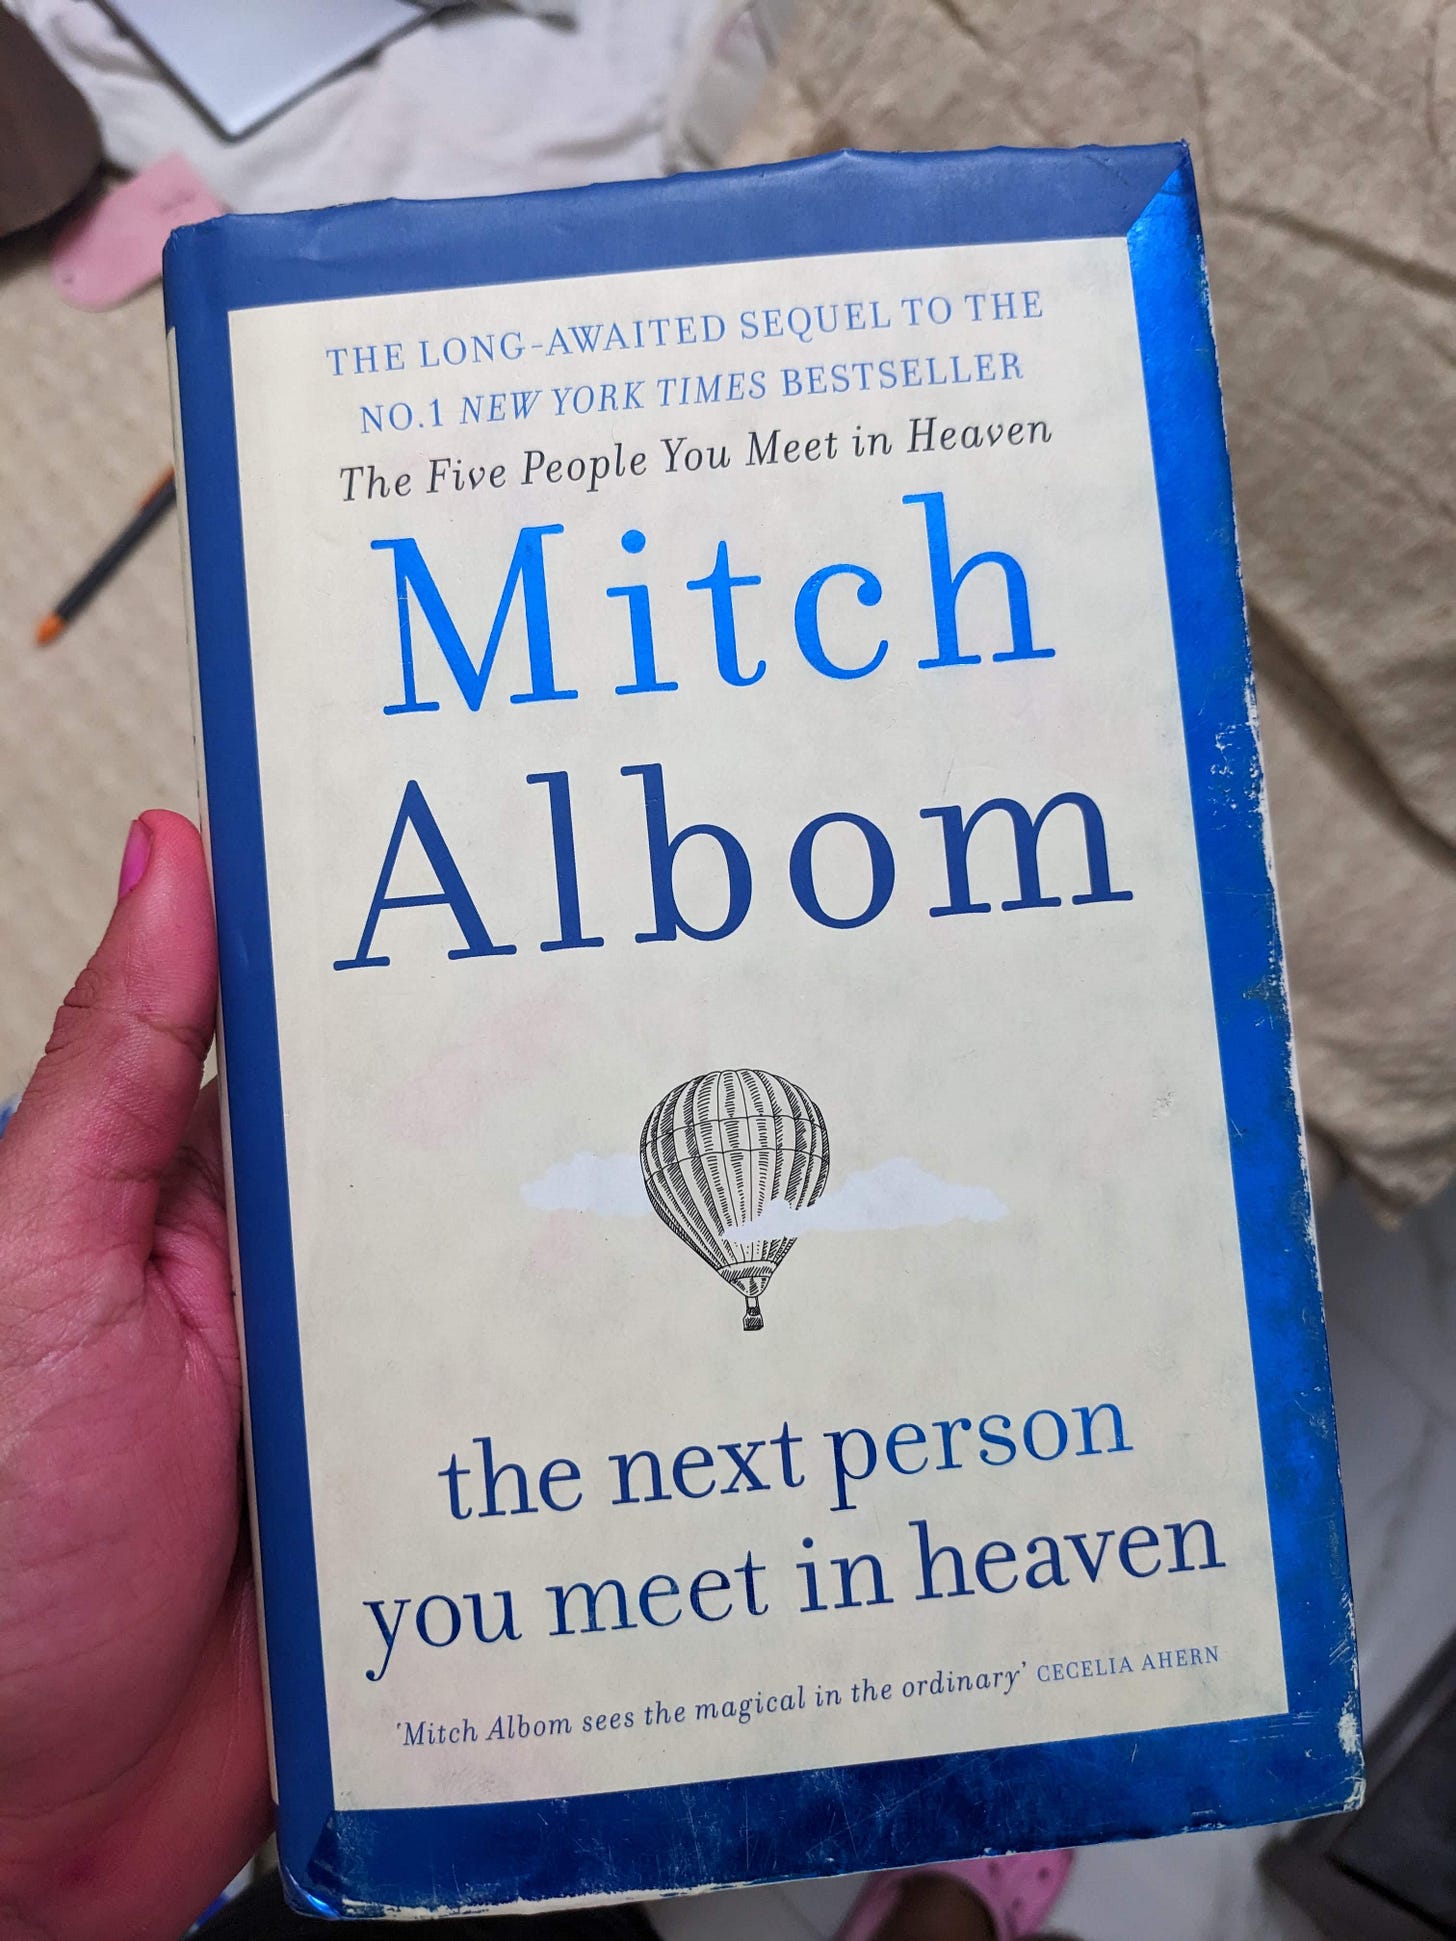 THE LONG-AWAITED SEQUEL TO THE
NO.1 NEW YORK TIMES BESTSELLER
The Five People You Meet in Heaven
Mitch
Albom
the next person
you meet in heaven
'Mitch Albom sees the magical in the ordinary' CECELIA AHERN